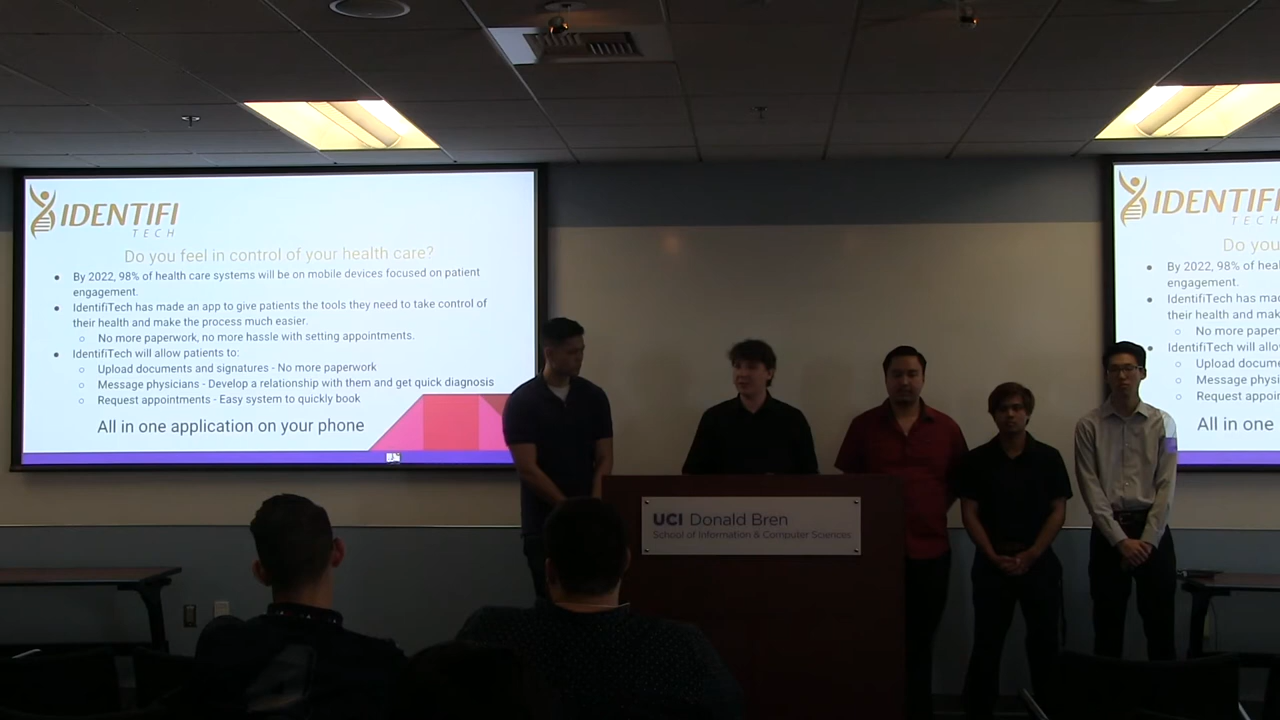 IDENTIFI
TECH
Do you feel in control of your health care?
By 2022, 98% of health care systems will be on mobile devices focused on patient
engagement.
IdentifiTech has made an app to give patients the tools they need to take control of
their health and make the process much easier.
No more paperwork, no more hassle with setting appointments.
IdentifiTech will allow patients to:
Upload documents and signatures - No more paperwork
Message physicians - Develop a relationship with them and get quick diagnosis
Request appointments - Easy system to quickly book
All in one application on your phone
IDENTIFI
TECH
Do you
By 2022, 98% of heal
engagement.
IdentifiTech has mad
their health and mak
No more paper
IdentifiTech will allo
Upload docume
Message physi
Request appoi
All in one
UCI Donald Bren
School of Information & Computer Sciences